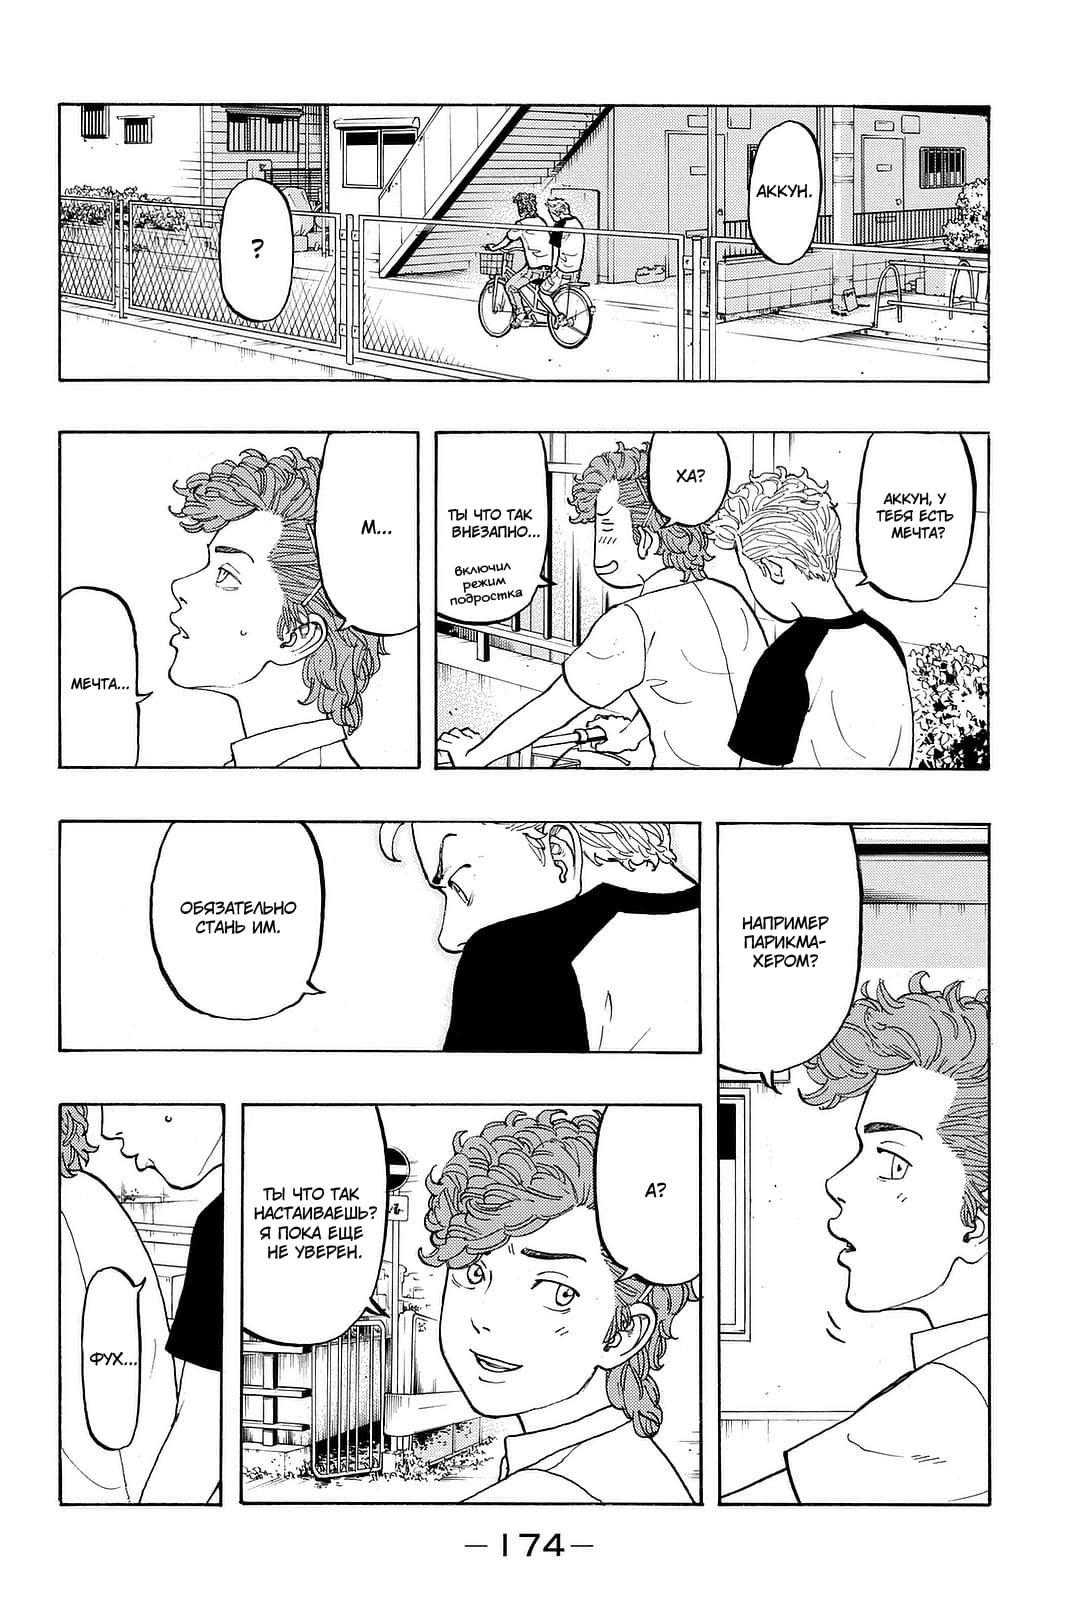 АККУН.
?
АККУН, У
ТЕБЯ ЕСТЬ
МЕЧТА?
ХА?
ТЫ ЧТО ТАК
ВНЕЗАПНО...
ВКЛЮЧИЛ
РЕЖИМ
ПОДРОСТКА
М...
МЕЧТА...
НАПРИМЕР
ПАРИКМА-
ХЕРОМ?
ОБЯЗАТЕЛЬНО
СТАНЬ ИМ.
А?
ТЫ ЧТО ТАК
НАСТАИВАЕШЬ?
Я ПОКА ЕЩЕ
НЕ УВЕРЕН.
ФУХ...
—174—